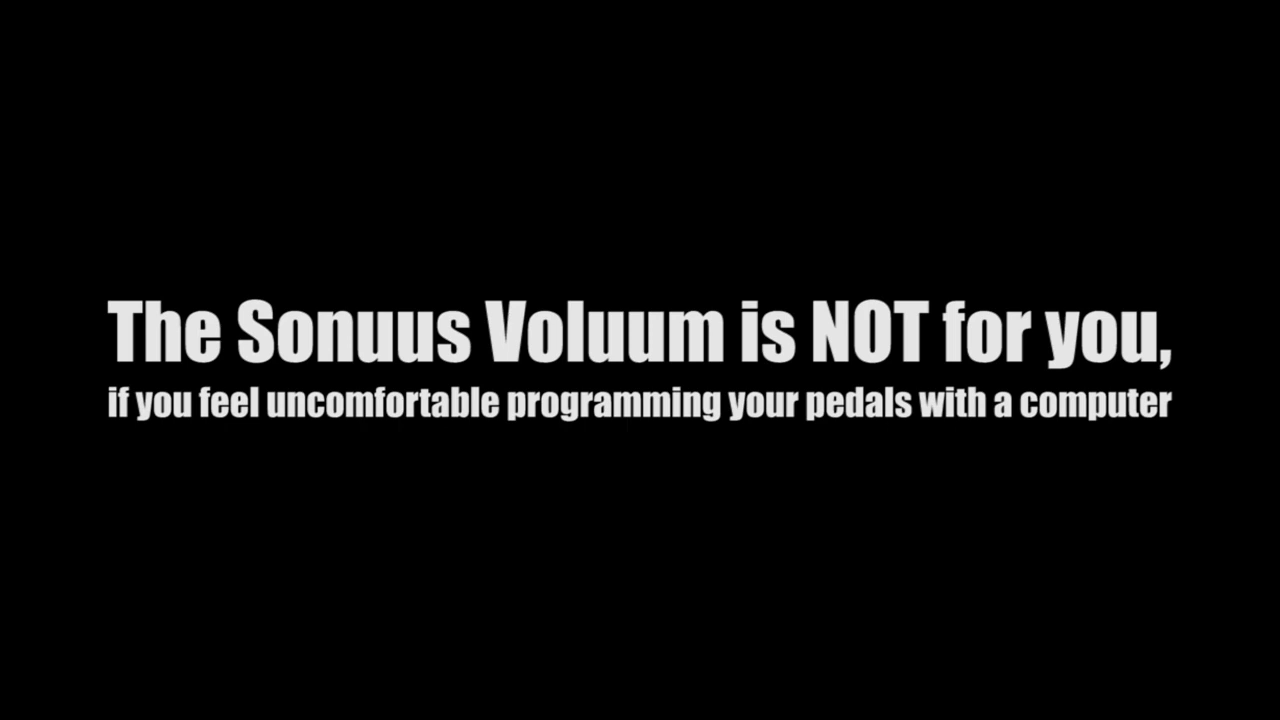 The Sonuus Voluum is NOT for you,
if you feel uncomfortable programming your pedals with a computer